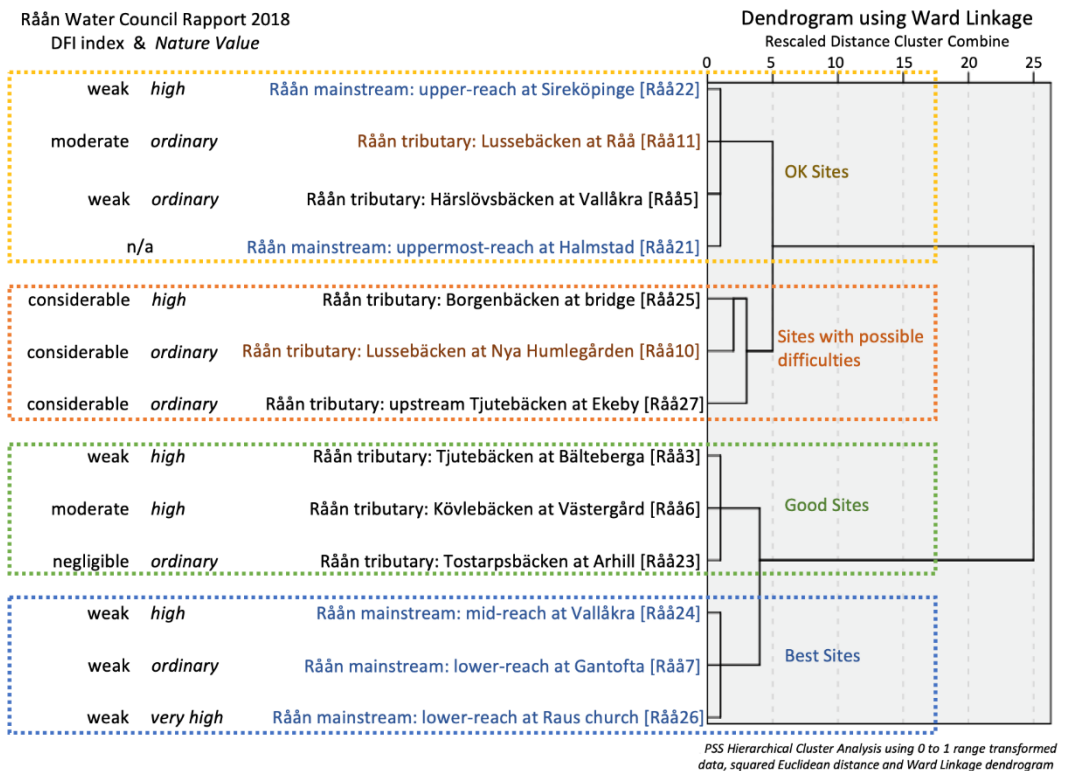 Råån Water Council Rapport 2018
DFI index & Nature Value
Dendrogram using Ward Linkage
Rescaled Distance Cluster Combine
0 5 10 15 20 25
weak high Råån mainstream: upper-reach at Sireköpinge [Råå22]
moderate ordinary Råån tributary: Lussebäcken at Råå [Råå11]
OK Sites
weak ordinary Råån tributary: Härslövsbäcken at Vallåkra [Råå5]
n/a Råån mainstream: uppermost-reach at Halmstad [Råå21]
considerable high Råån tributary: Borgenbäcken at bridge [Råå25]
Sites with possible
difficulties
considerable ordinary Råån tributary: Lussebäcken at Nya Humlegården [Råå10]
considerable ordinary Råån tributary: upstream Tjutebäcken at Ekeby [Råå27]
weak high Råån tributary: Tjutebäcken at Bälteberga [Råå3]
moderate high Råån tributary: Kövlebäcken at Västergård [Råå6]
Good Sites
negligible ordinary Råån tributary: Tostarpsbäcken at Arhill [Råå23]
weak high Råån mainstream: mid-reach at Vallåkra [Råå24]
weak ordinary Råån mainstream: lower-reach at Gantofta [Råå7]
Best Sites
weak very high Råån mainstream: lower-reach at Raus church [Råå26]
PSS Hierarchical Cluster Analysis using 0 to 1 range transformed
data, squared Euclidean distance and Ward Linkage dendrogram